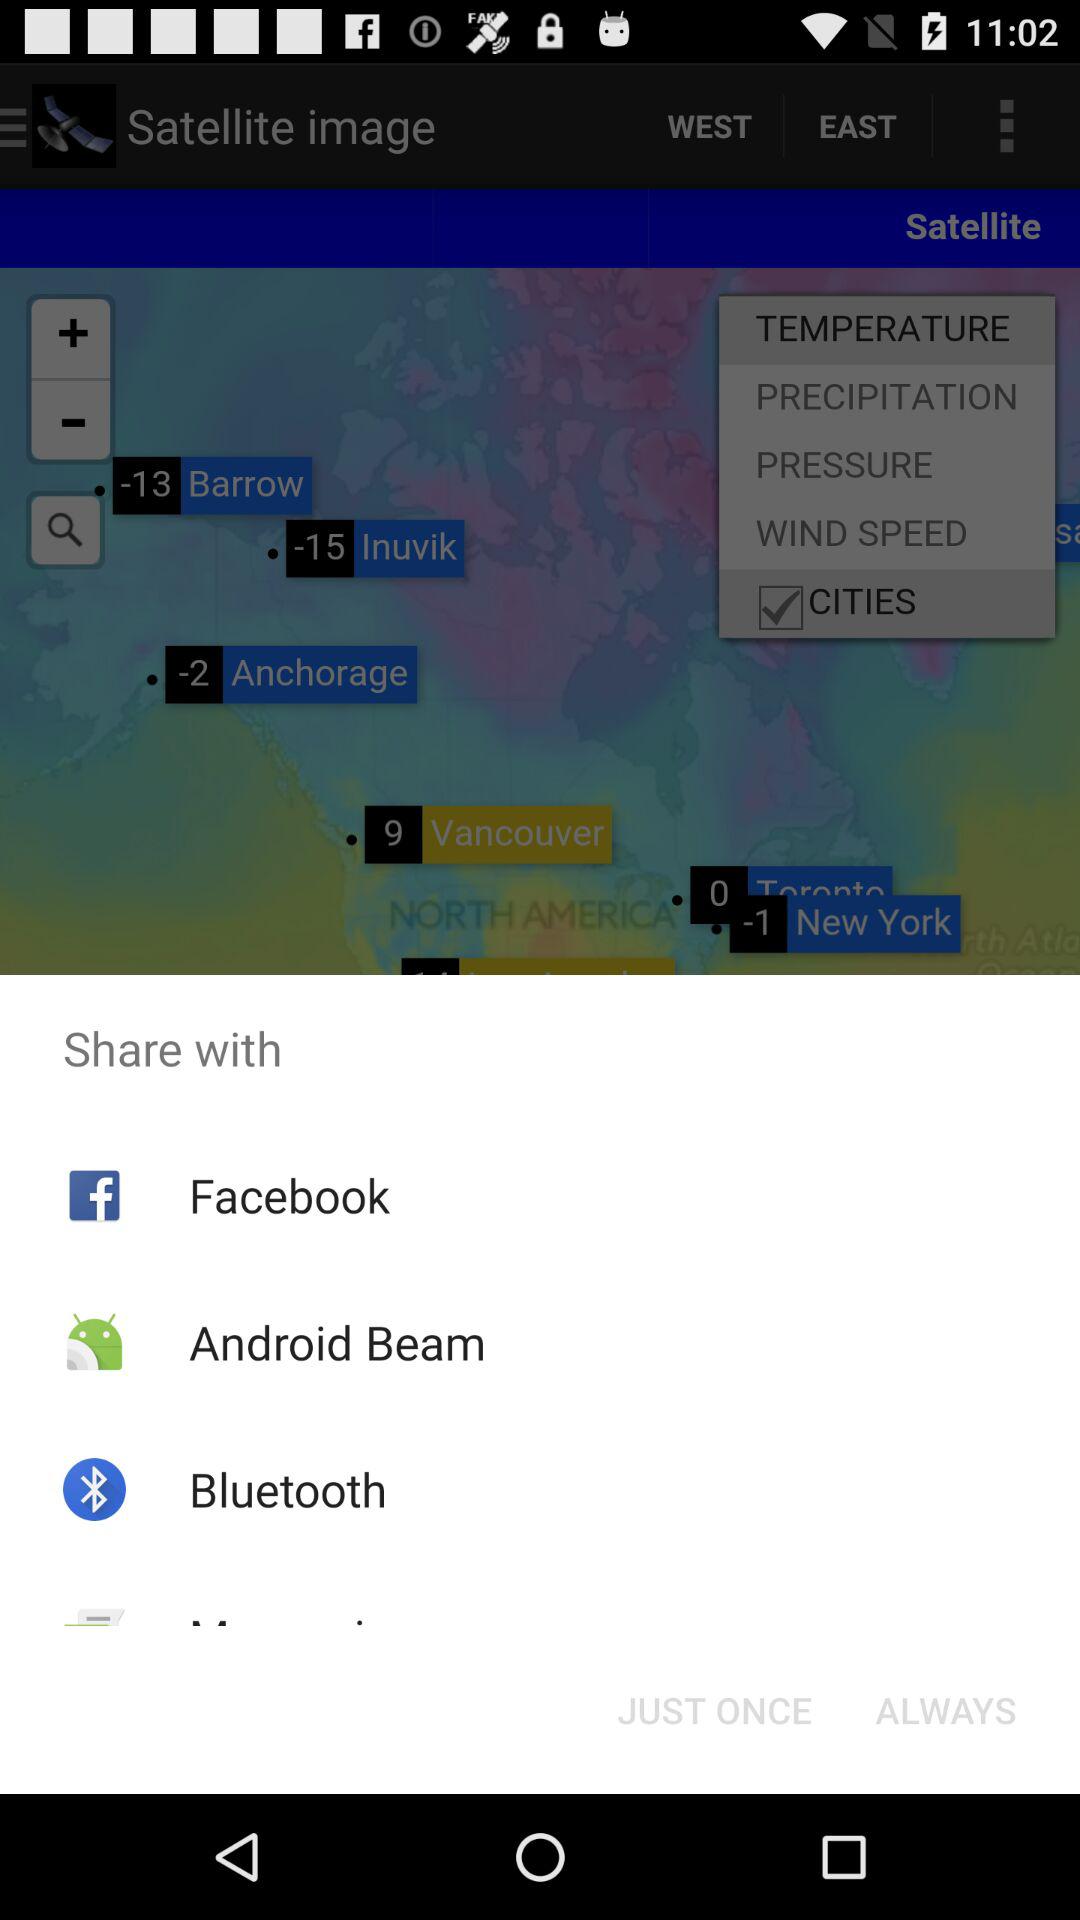 FAKE 11:02
Satellite image WEST EAST
Satellite
+
TEMPERATURE
PRECIPITATION
-
PRESSURE
-13 Barrow
WIND SPEED
-15 Inuvik
CITIES
-2 Anchorage
9 Vancouver
0 Toronto
NORTH AMERICA
-1 New York
Share with
Facebook
Android Beam
Bluetooth
JUST ONCE ALWAYS